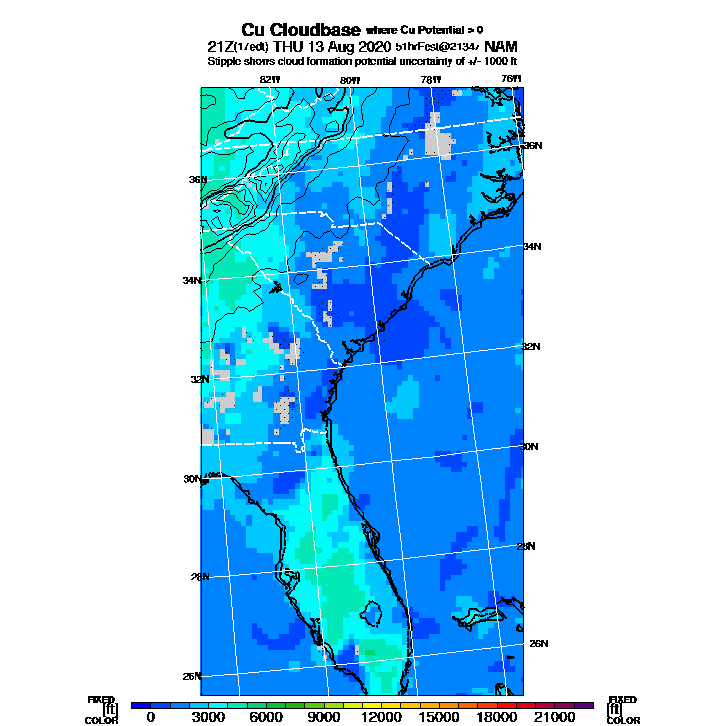 Cu Cloudbase where Cu Potential > 0
21Z(17edt) THU 13 Aug 2020 51hrFcst@2134z NAM
Stipple shows cloud formation potential uncertainty of +/- 1000 ft
82W 80W 78W 76W
36N 36N
34N 34N
32N 32N
30N 30N
28N 28N
26N 26N
FIXED FIXED
[ft] [ft]
COLOR COLOR
0 3000 6000 9000 12000 15000 18000 21000